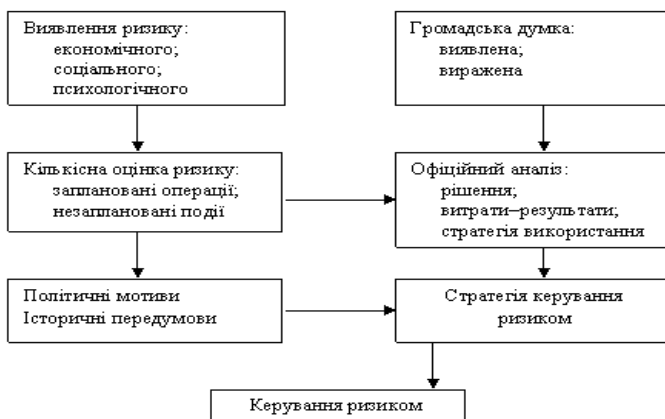 Виявлення ризику:
економічного;
соціального;
психологічного
Громадська думка:
виявлена;
виражена
Кількісна оцінка ризику:
заплановані операції;
незаплановані події
Офіційний аналіз:
рішення;
витрати–результати;
стратегія використання
Політичні мотиви
Історичні передумови
Стратегія керування
ризиком
Керування ризиком